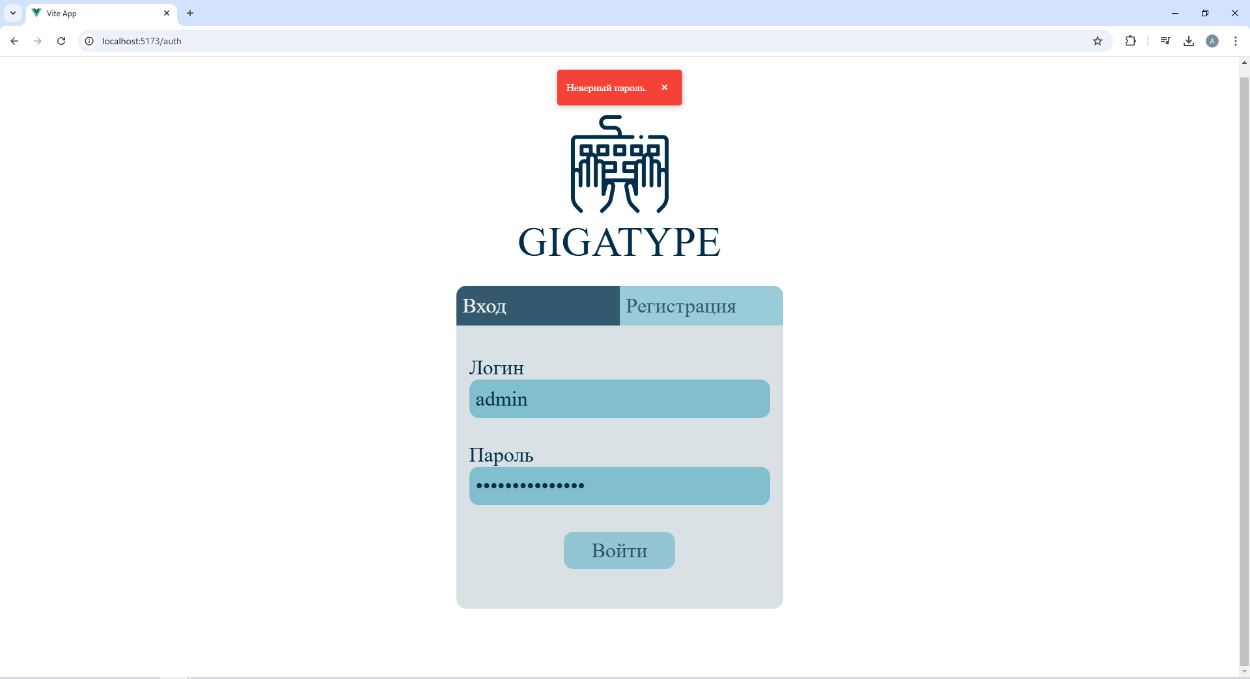 Vite App
localhost:5173/auth
A
Неверный пароль.
GIGATYPE
Вход
Регистрация
Логин
admin
Пароль
•••••••••••••••
Войти